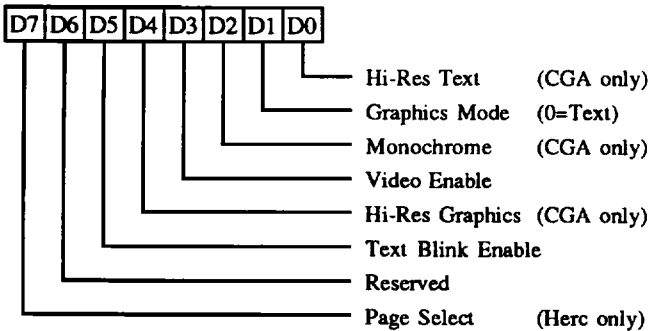 D7 D6 D5 D4 D3 D2 D1 D0
Hi-Res Text (CGA only)
Graphics Mode (0=Text)
Monochrome (CGA only)
Video Enable
Hi-Res Graphics (CGA only)
Text Blink Enable
Reserved
Page Select (Herc only)